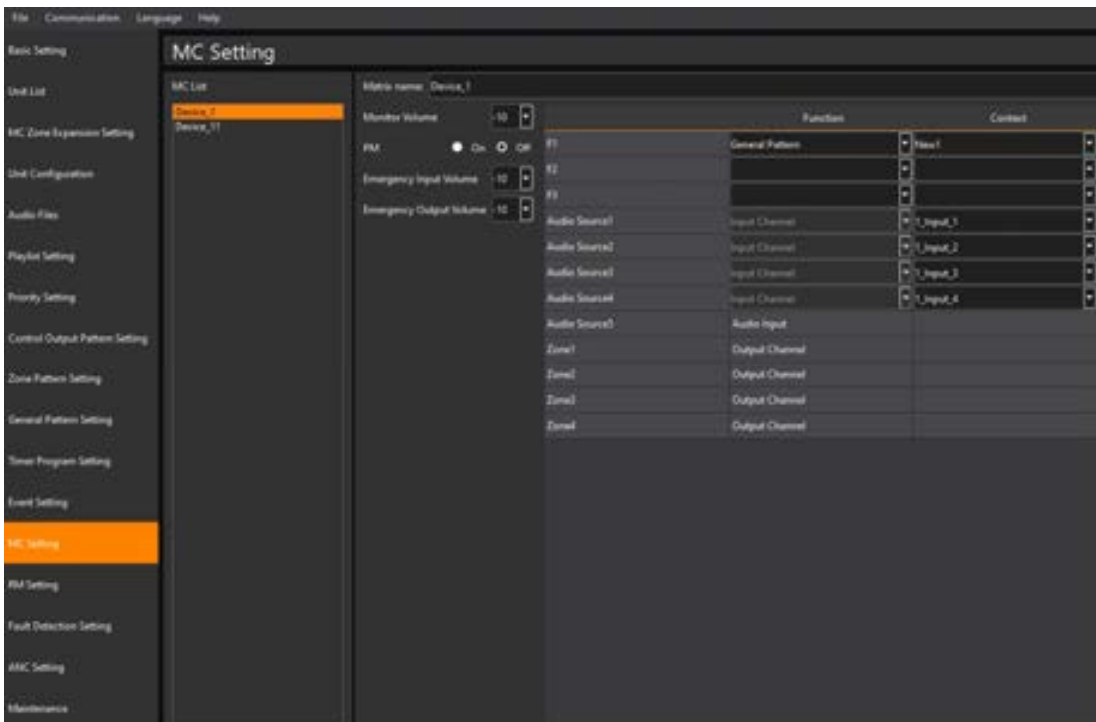 File Communication Language Help
Basic Setting
Unit List
MC Zone Expansion Setting
Unit Configuration
Audio Files
Playlist Setting
Priority Setting
Control Output Pattern Setting
Zone Pattern Setting
General Pattern Setting
Timer Program Setting
Event Setting
MC Setting
RM Setting
Fault Detection Setting
ANC Setting
Maintenance
MC Setting
MC List
Device_1
Device_11
Matrix name: Device_1
Monitor Volume -10
PM On Off
Emergency Input Volume -10
Emergency Output Volume -10
Function Context
F1 General Pattern New1
F2
F3
Audio Source1 Input Channel 1_Input_1
Audio Source2 Input Channel 1_Input_2
Audio Source3 Input Channel 1_Input_3
Audio Source4 Input Channel 1_Input_4
Audio Source5 Audio Input
Zone1 Output Channel
Zone2 Output Channel
Zone3 Output Channel
Zone4 Output Channel